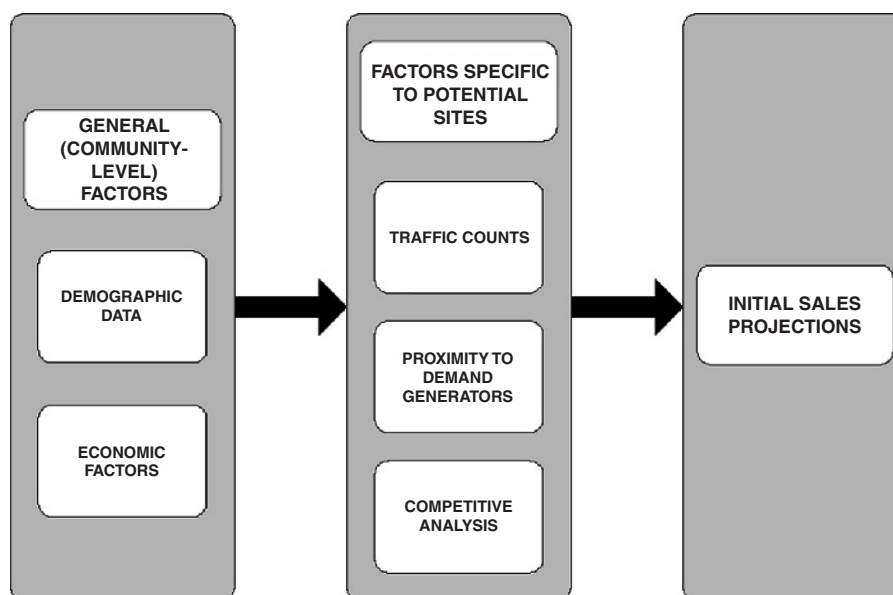 GENERAL
(COMMUNITY-
LEVEL)
FACTORS
DEMOGRAPHIC
DATA
ECONOMIC
FACTORS
FACTORS SPECIFIC
TO POTENTIAL
SITES
TRAFFIC COUNTS
PROXIMITY TO
DEMAND
GENERATORS
COMPETITIVE
ANALYSIS
INITIAL SALES
PROJECTIONS